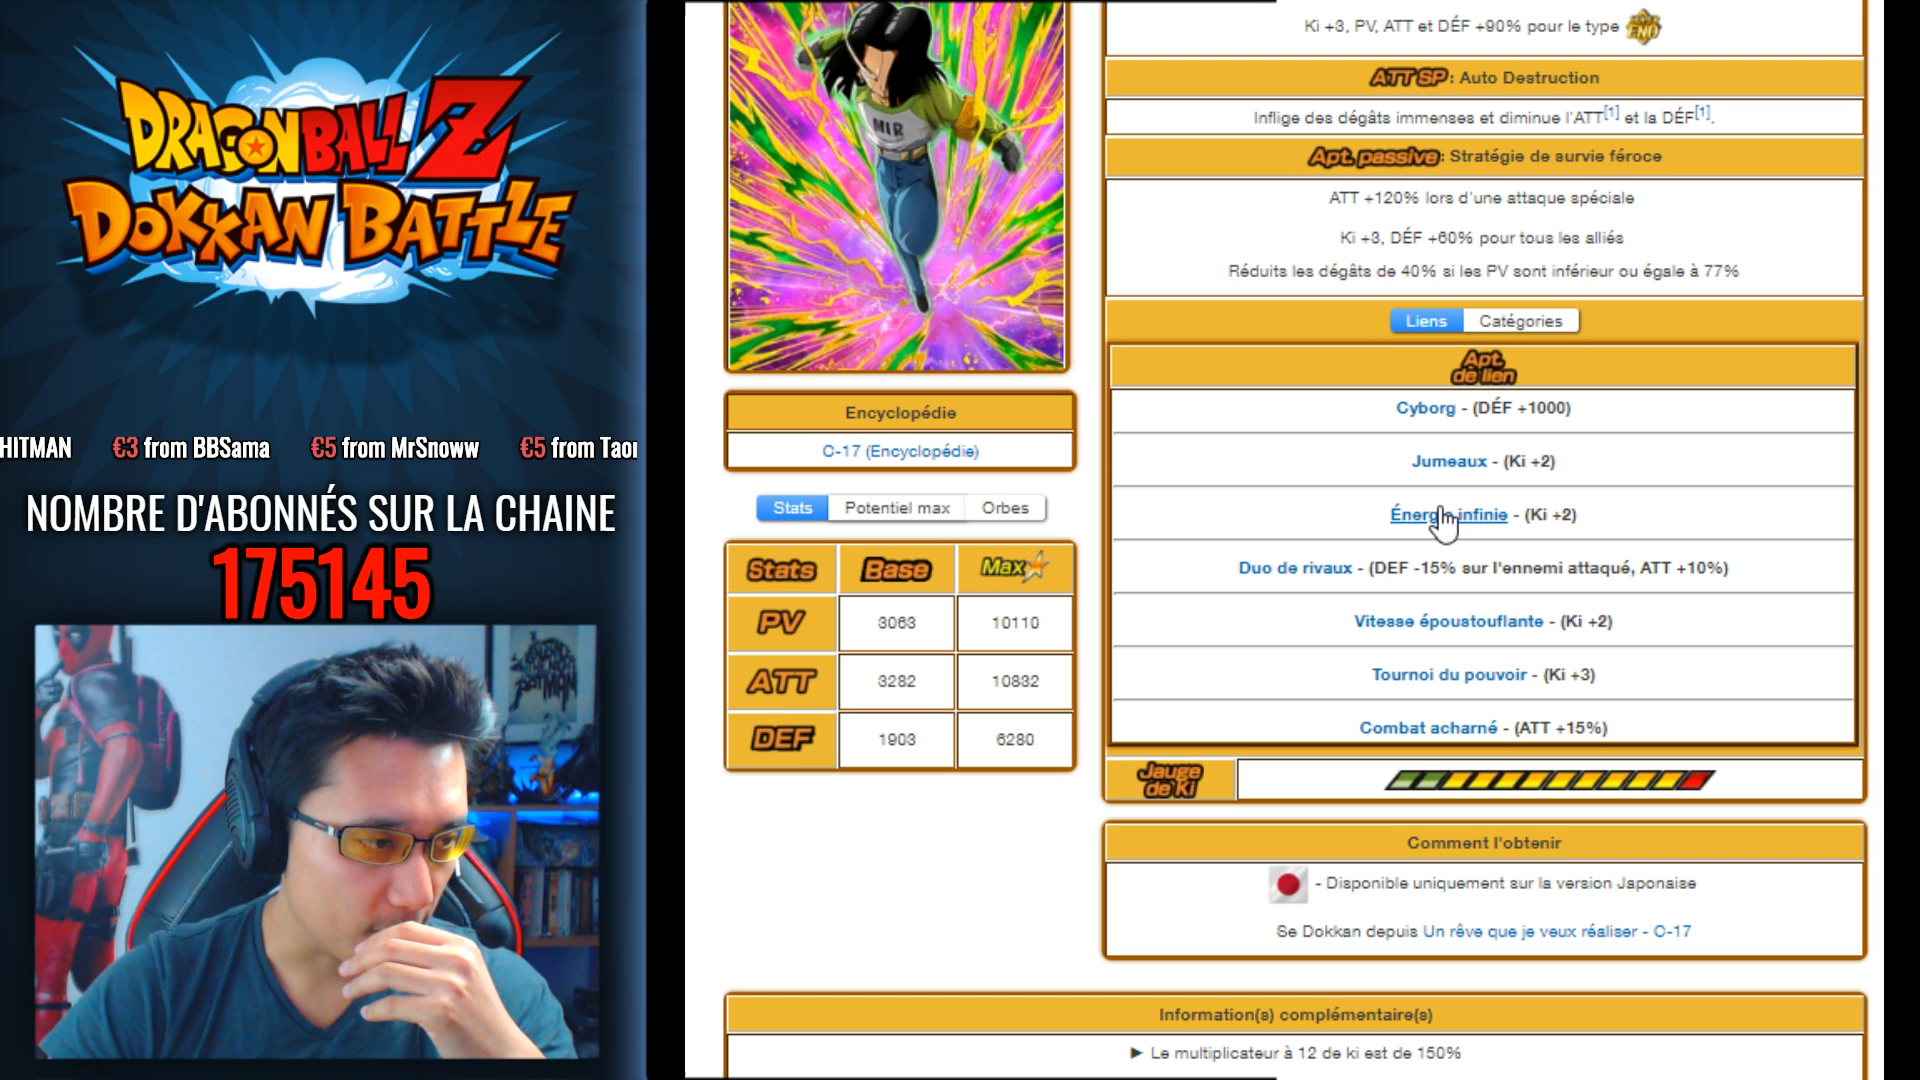 DRAGONBALL Z
DOKKAN BATTLE
HITMAN €3 from BBSama €5 from MrSnoww €5 from Taor
NOMBRE D'ABONNÉS SUR LA CHAINE
175145
MIR
Encyclopédie
C-17 (Encyclopédie)
Stats Potentiel max Orbes
Stats Base Max
PV 3063 10110
ATT 3282 10832
DEF 1903 6280
Ki +3, PV, ATT et DÉF +90% pour le type
ATT SP : Auto Destruction
Inflige des dégâts immenses et diminue l'ATT[1] et la DÉF[1].
Apt. passive : Stratégie de survie féroce
ATT +120% lors d'une attaque spéciale
Ki +3, DÉF +60% pour tous les alliés
Réduits les dégâts de 40% si les PV sont inférieur ou égale à 77%
Liens Catégories
Apt.
de lien
Cyborg - (DÉF +1000)
Jumeaux - (Ki +2)
Énergie infinie - (Ki +2)
Duo de rivaux - (DEF -15% sur l'ennemi attaqué, ATT +10%)
Vitesse époustouflante - (Ki +2)
Tournoi du pouvoir - (Ki +3)
Combat acharné - (ATT +15%)
Jauge
de Ki
Comment l'obtenir
- Disponible uniquement sur la version Japonaise
Se Dokkan depuis Un rêve que je veux réaliser - C-17
Information(s) complémentaire(s)
► Le multiplicateur à 12 de ki est de 150%